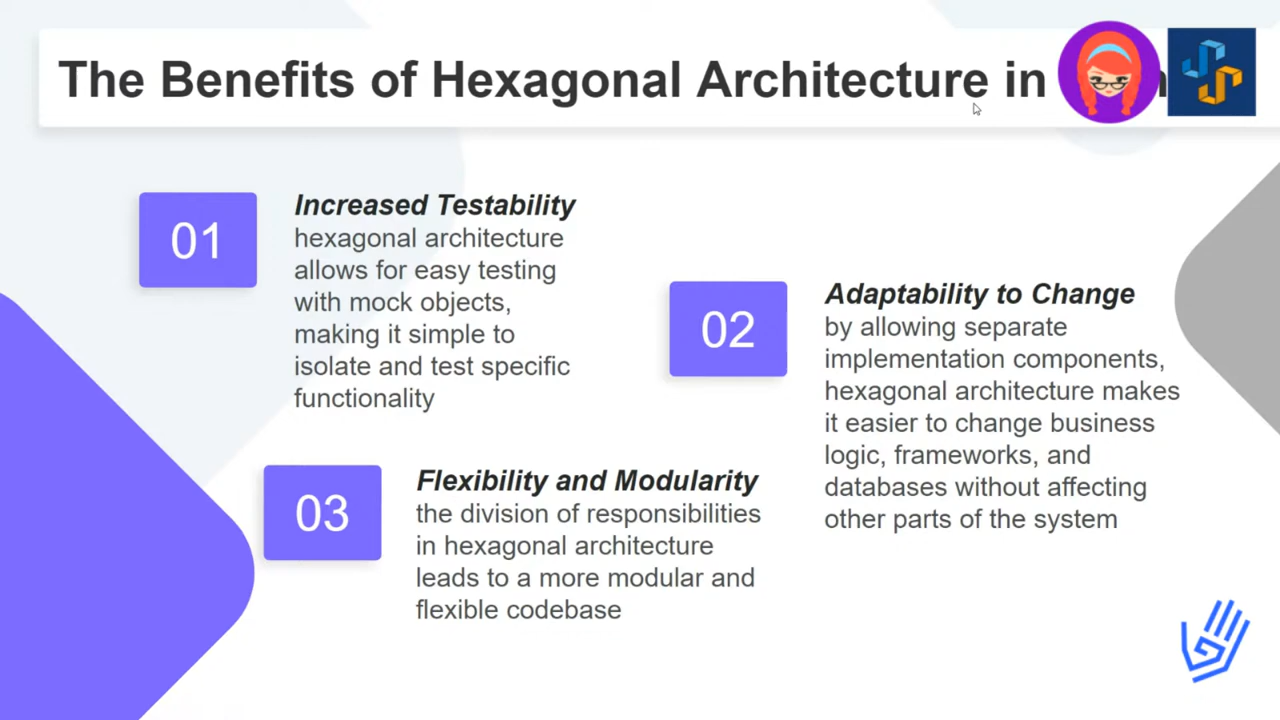 The Benefits of Hexagonal Architecture in
01
Increased Testability
hexagonal architecture
allows for easy testing
with mock objects,
making it simple to
isolate and test specific
functionality
02
Adaptability to Change
by allowing separate
implementation components,
hexagonal architecture makes
it easier to change business
logic, frameworks, and
databases without affecting
other parts of the system
03
Flexibility and Modularity
the division of responsibilities
in hexagonal architecture
leads to a more modular and
flexible codebase